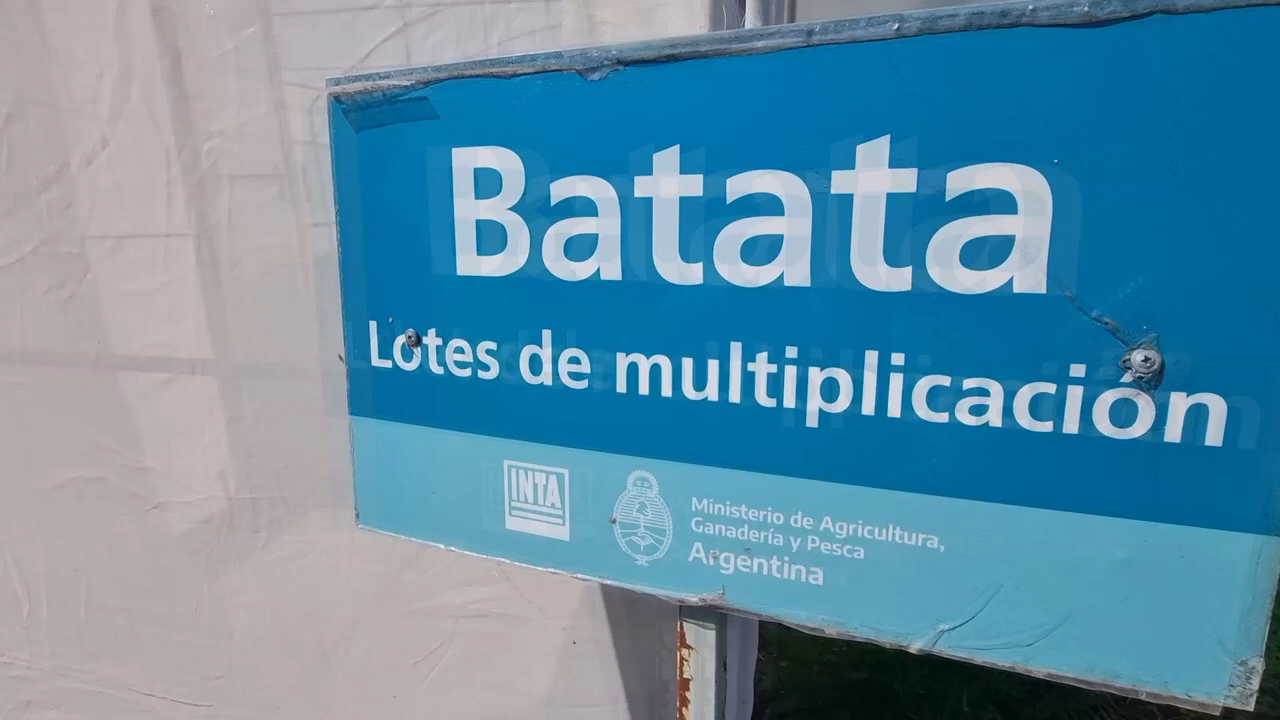 Batata
Lotes de multiplicación
INTA
Ministerio de Agricultura,
Ganadería y Pesca
Argentina